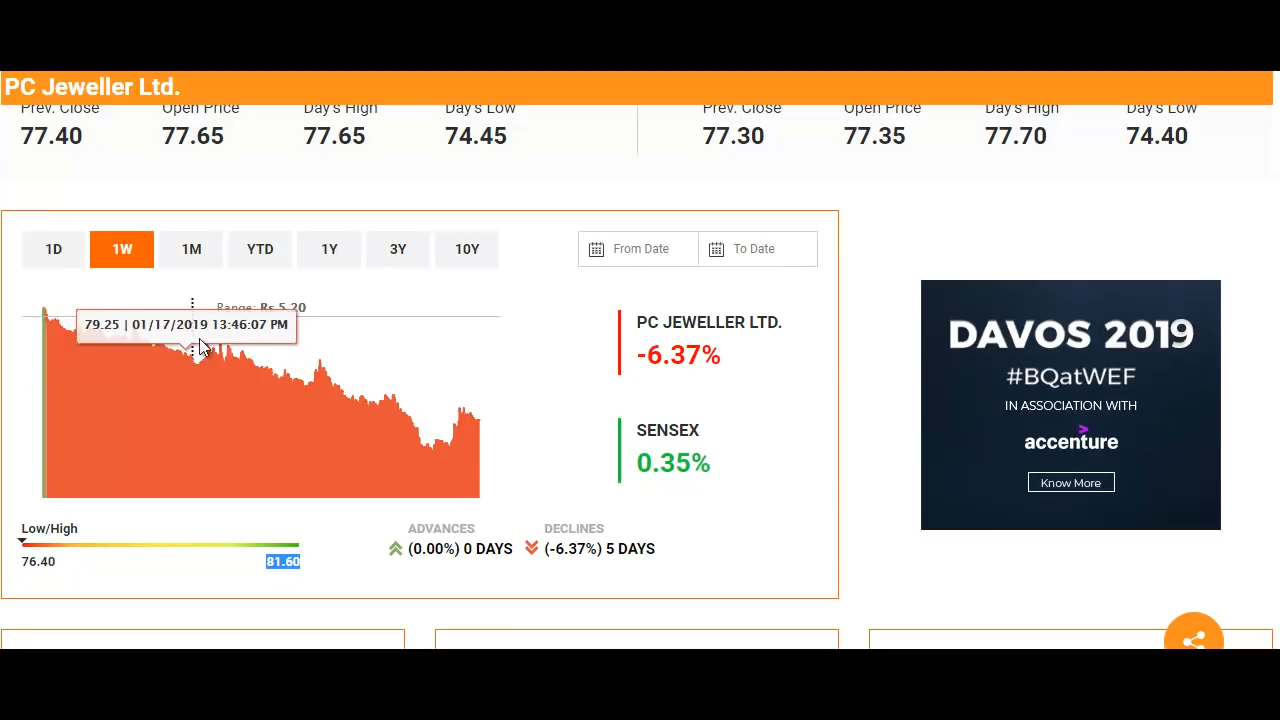 PC Jeweller Ltd.
Prev. Close Open Price Day's High Day's Low Prev. Close Open Price Day's High Day's Low
77.40 77.65 77.65 74.45 77.30 77.35 77.70 74.40
1D 1W 1M YTD 1Y 3Y 10Y From Date To Date
Range: Rs 5.20
79.25 | 01/17/2019 13:46:07 PM
PC JEWELLER LTD.
-6.37%
SENSEX
0.35%
Low/High
76.40 81.60
ADVANCES DECLINES
(0.00%) 0 DAYS (-6.37%) 5 DAYS
DAVOS 2019
#BQatWEF
IN ASSOCIATION WITH
accenture
Know More